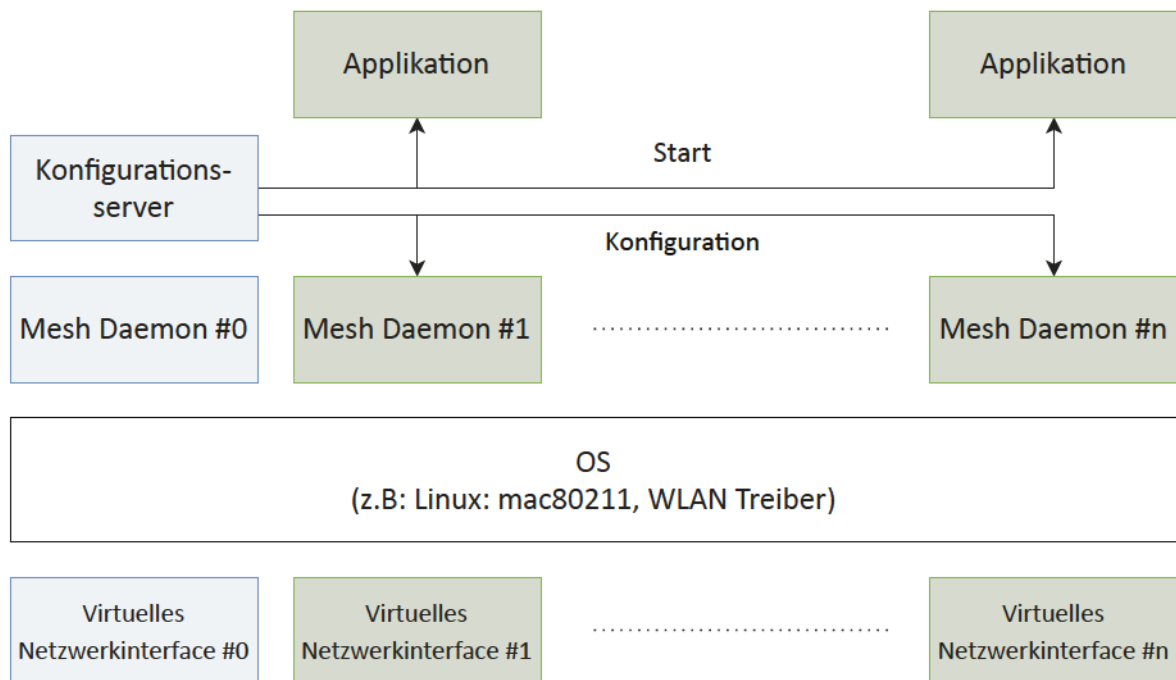 Applikation
Applikation
Konfigurations-
server
Start
Konfiguration
Mesh Daemon #0
Mesh Daemon #1
Mesh Daemon #n
OS
(z.B: Linux: mac80211, WLAN Treiber)
Virtuelles
Netzwerkinterface #0
Virtuelles
Netzwerkinterface #1
Virtuelles
Netzwerkinterface #n